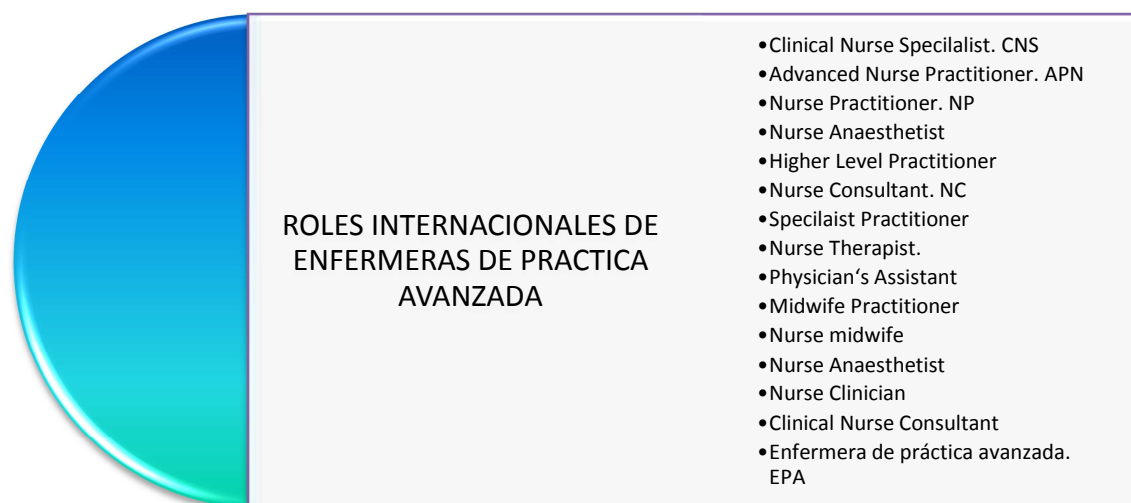 ROLES INTERNACIONALES DE
ENFERMERAS DE PRACTICA
AVANZADA
•Clinical Nurse Specilalist. CNS
•Advanced Nurse Practitioner. APN
•Nurse Practitioner. NP
•Nurse Anaesthetist
•Higher Level Practitioner
•Nurse Consultant. NC
•Specilaist Practitioner
•Nurse Therapist.
•Physician‘s Assistant
•Midwife Practitioner
•Nurse midwife
•Nurse Anaesthetist
•Nurse Clinician
•Clinical Nurse Consultant
•Enfermera de práctica avanzada.
EPA